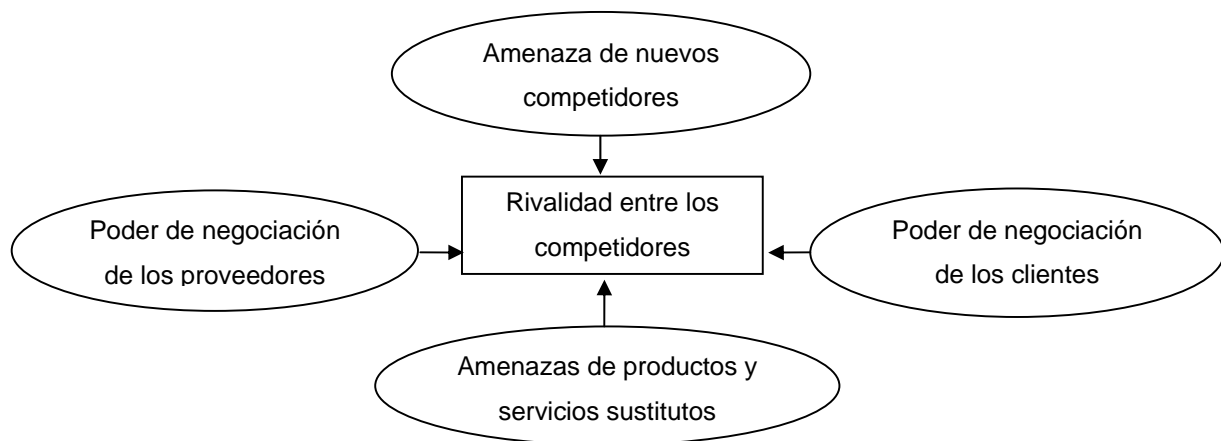 Amenaza de nuevos
competidores
Rivalidad entre los
competidores
Poder de negociación
de los proveedores
Poder de negociación
de los clientes
Amenazas de productos y
servicios sustitutos